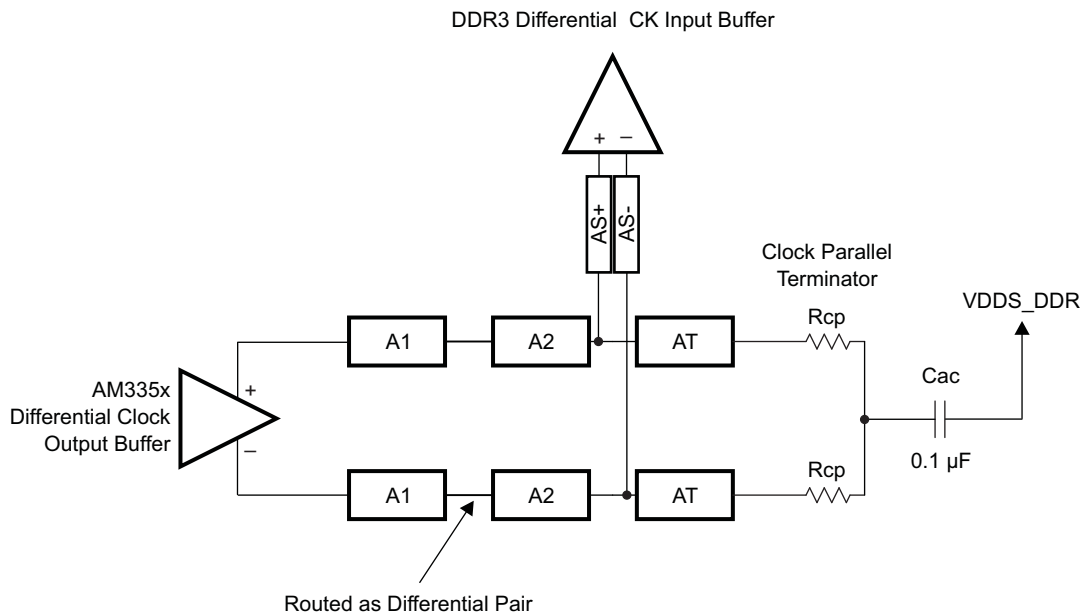 DDR3 Differential CK Input Buffer
+ −
AS+
AS-
Clock Parallel
Terminator
VDDS_DDR
Rcp
A1
A2
AT
Cac
AM335x
Differential Clock
Output Buffer
+
−
0.1 µF
Rcp
A1
A2
AT
Routed as Differential Pair